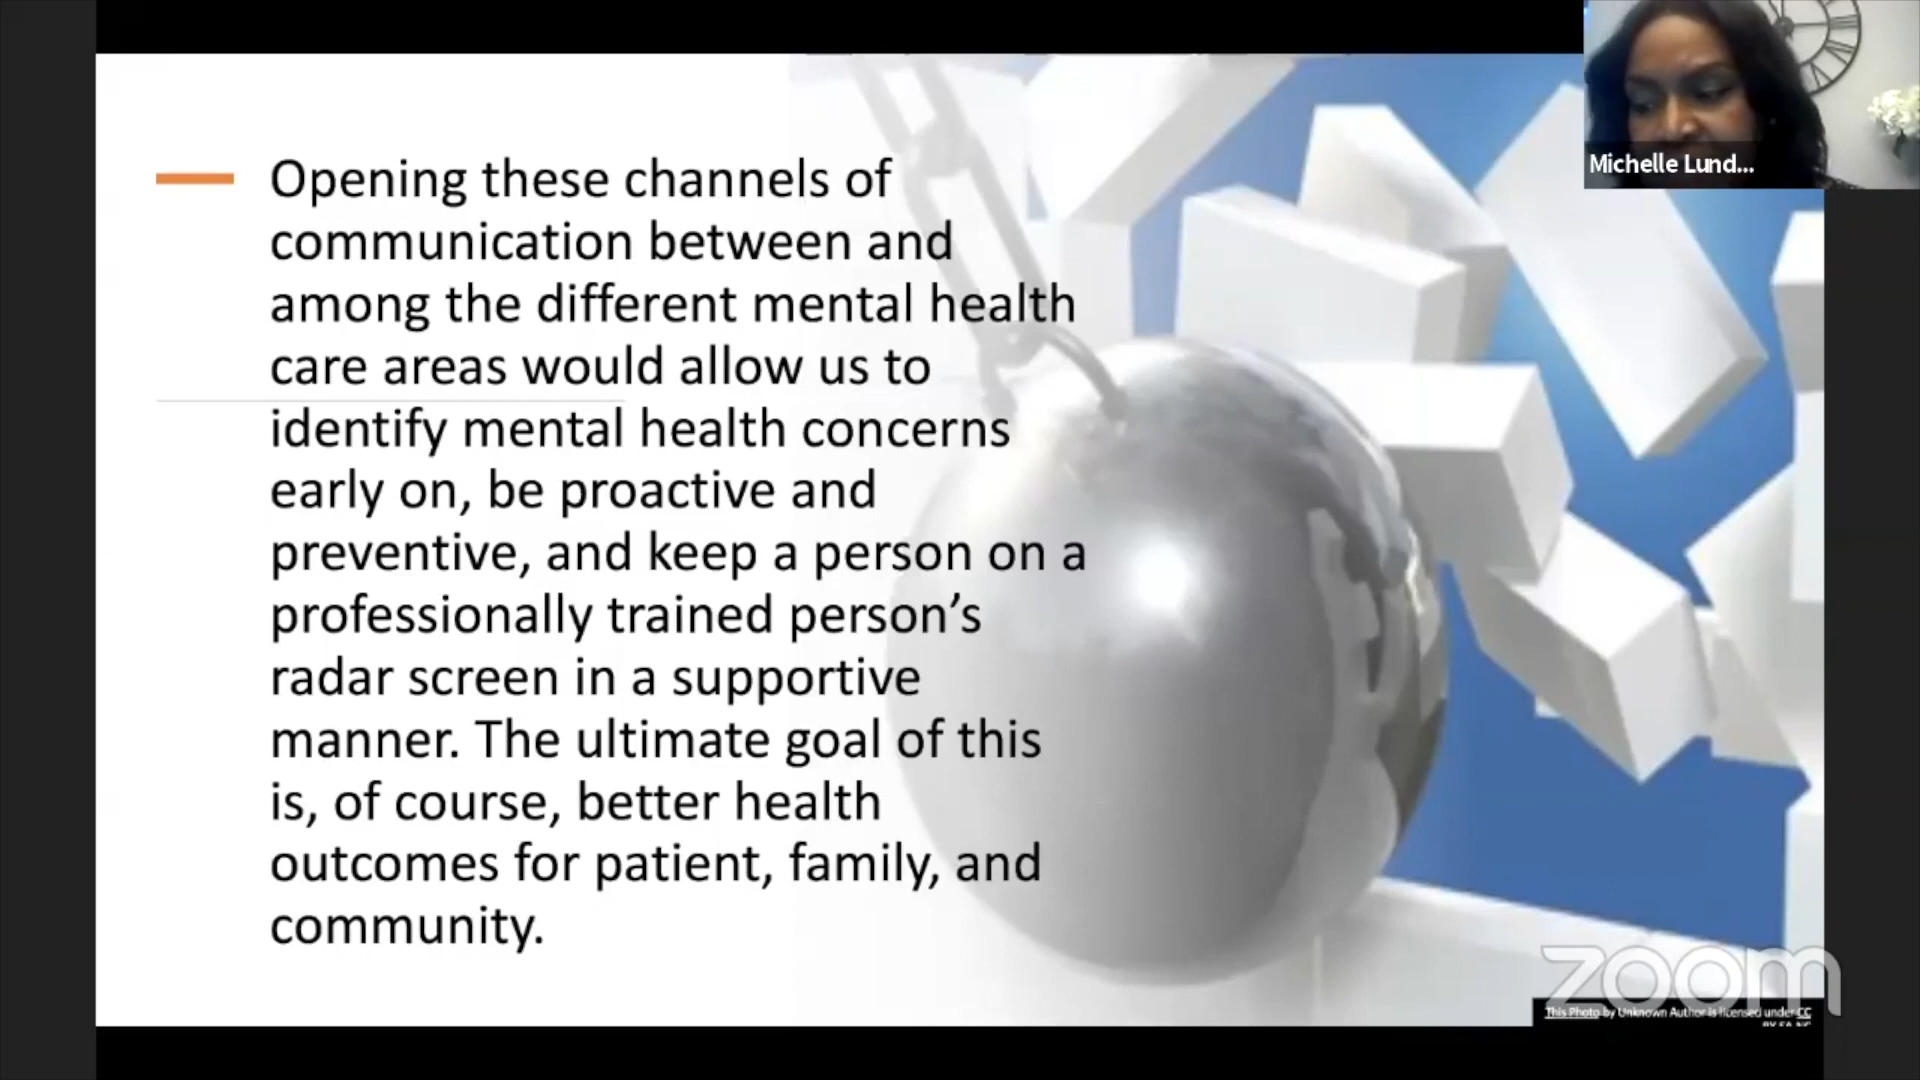 Michelle Lund...
Opening these channels of
communication between and
among the different mental health
care areas would allow us to
identify mental health concerns
early on, be proactive and
preventive, and keep a person on a
professionally trained person’s
radar screen in a supportive
manner. The ultimate goal of this
is, of course, better health
outcomes for patient, family, and
community.
zoom
This Photo by Unknown Author is licensed under CC
BY-SA-NC